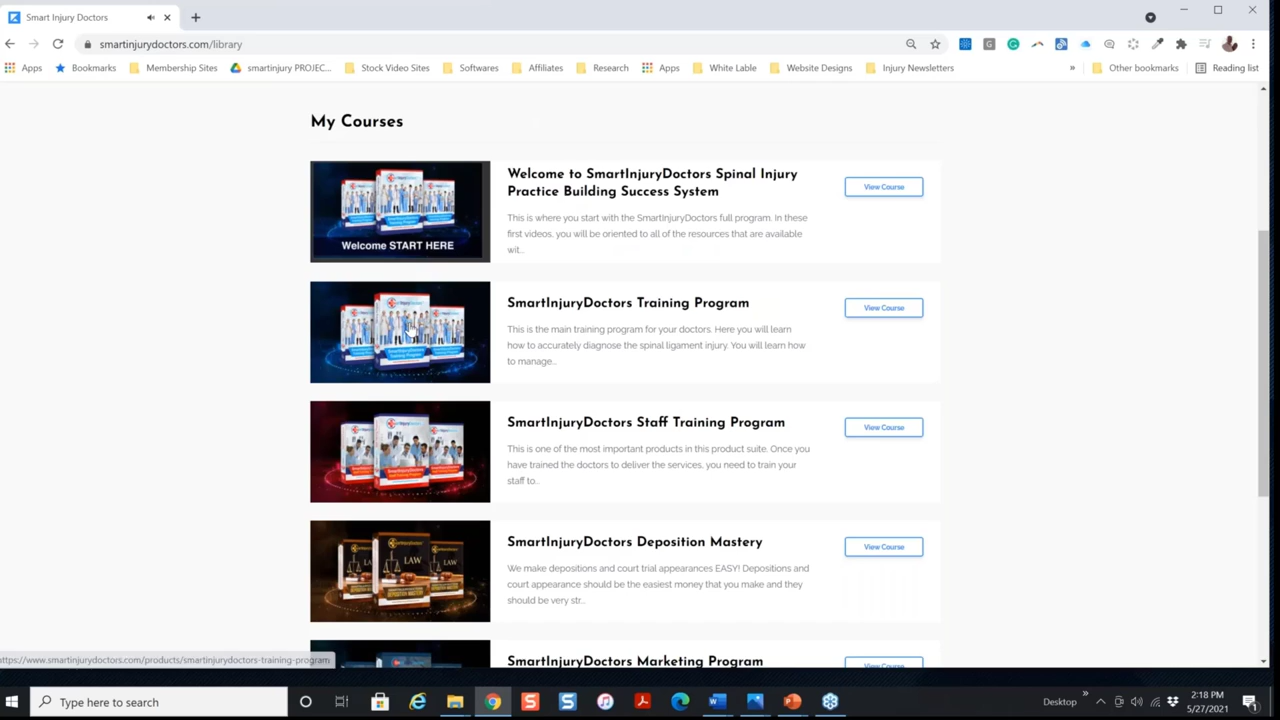 Smart Injury Doctors
smartinjurydoctors.com/library
Apps
Bookmarks
Membership Sites
smartinjury PROJEC...
Stock Video Sites
Softwares
Affiliates
Research
Apps
White Lable
Website Designs
Injury Newsletters
»
Other bookmarks
Reading list
My Courses
Welcome START HERE
Welcome to SmartInjuryDoctors Spinal Injury
Practice Building Success System
This is where you start with the SmartInjuryDoctors full program. In these
first videos, you will be oriented to all of the resources that are available
wit...
View Course
SmartInjuryDoctors Training Program
This is the main training program for your doctors. Here you will learn
how to accurately diagnose the spinal ligament injury. You will learn how
to manage...
View Course
SmartInjuryDoctors Staff Training Program
This is one of the most important products in this product suite. Once you
have trained the doctors to deliver the services, you need to train your
staff to...
View Course
LAW
DEPOSITION MASTERY
SmartInjuryDoctors Deposition Mastery
We make depositions and court trial appearances EASY! Depositions and
court appearance should be the easiest money that you make and they
should be very str...
View Course
SmartInjuryDoctors Marketing Program
View Course
https://www.smartinjurydoctors.com/products/smartinjurydoctors-training-program
Type here to search
Desktop
»
2:18 PM
5/27/2021